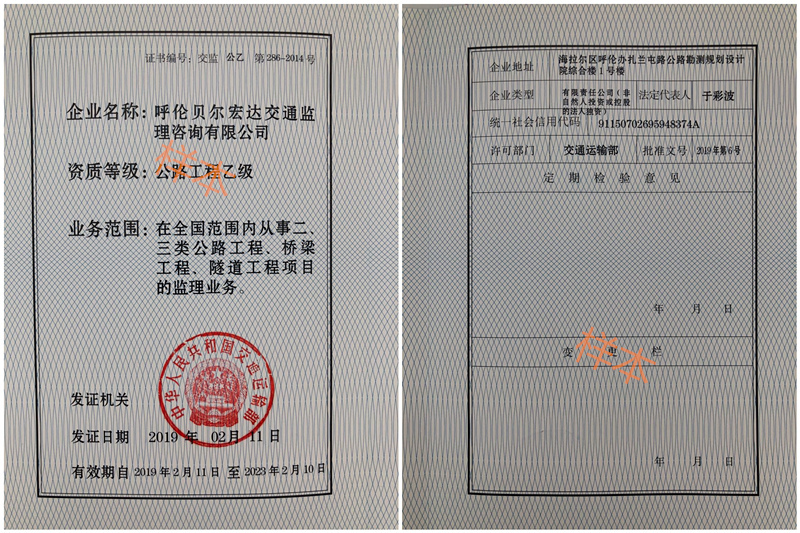 证书编号：交监 公乙 第286-2014号
企业名称：呼伦贝尔宏达交通监
理咨询有限公司
资质等级：公路工程乙级
样本
业务范围：在全国范围内从事二、
三类公路工程、桥梁
工程、隧道工程项目
的监理业务。
中华人民共和国交通运输部
发证机关
发证日期 2019 年 02月 11 日
有效期自 2019 年 2 月 11 日 至 2023 年 2 月 10 日
企业地址 海拉尔区呼伦办扎兰屯路公路勘测规划设计
院综合楼1号楼
企业类型 有限责任公司（非
自然人投资或控股
的法人独资） 法定代表人 于彩波
统一社会信用代码 91150702695948374A
许可部门 交通运输部 批准文号 2019年第6号
定期检验意见
年 月 日
变更栏
样本
年 月 日